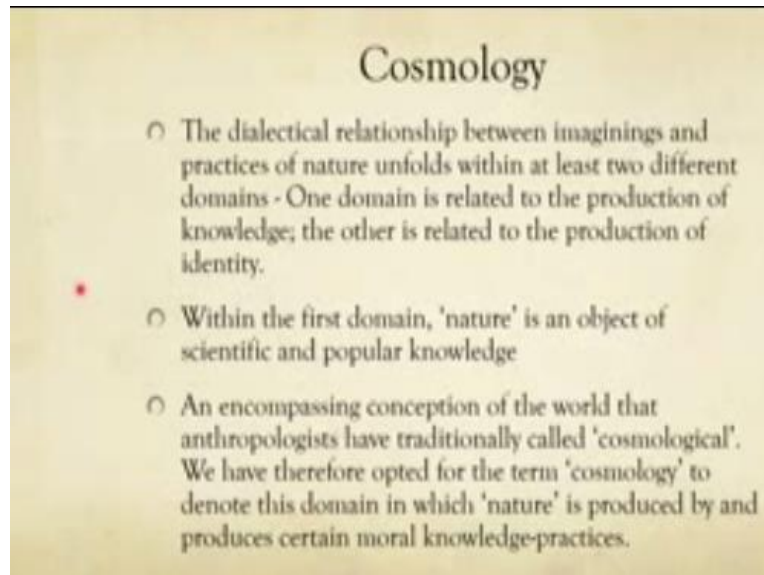 Cosmology
The dialectical relationship between imaginings and
practices of nature unfolds within at least two different
domains - One domain is related to the production of
knowledge; the other is related to the production of
identity.
Within the first domain, 'nature' is an object of
scientific and popular knowledge
An encompassing conception of the world that
anthropologists have traditionally called 'cosmological'.
We have therefore opted for the term 'cosmology' to
denote this domain in which 'nature' is produced by and
produces certain moral knowledge-practices.